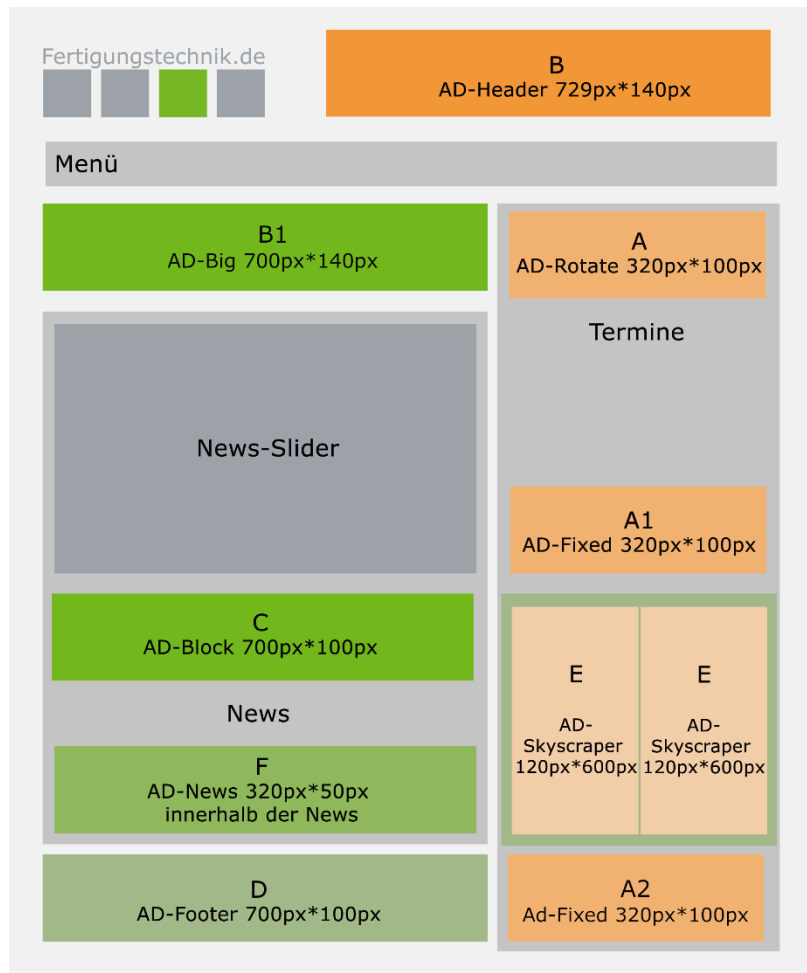 Fertigungstechnik.de
B
AD-Header 729px*140px
Menü
B1
AD-Big 700px*140px
A
AD-Rotate 320px*100px
Termine
News-Slider
A1
AD-Fixed 320px*100px
C
AD-Block 700px*100px
News
F
AD-News 320px*50px
innerhalb der News
E
AD-
Skyscraper
120px*600px
E
AD-
Skyscraper
120px*600px
D
AD-Footer 700px*100px
A2
Ad-Fixed 320px*100px